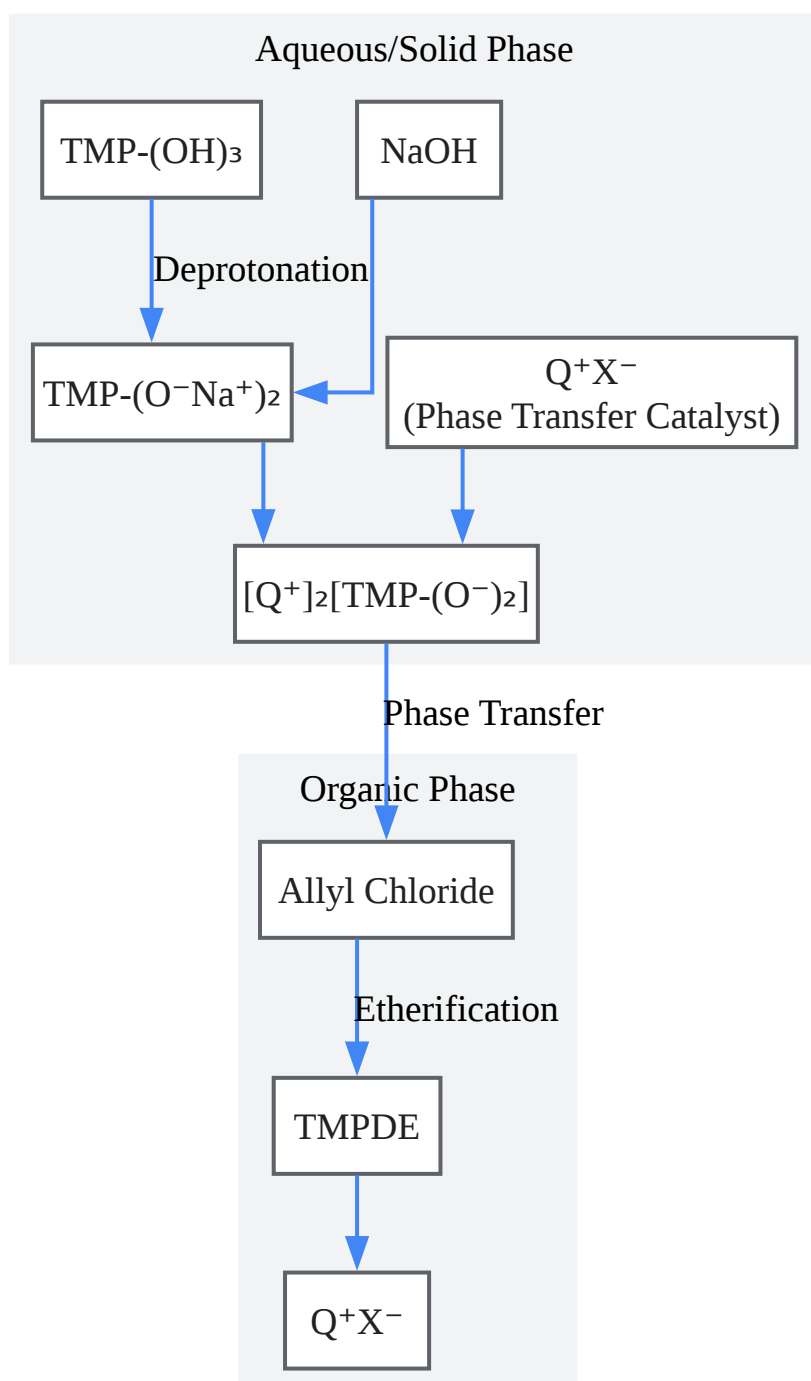 Aqueous/Solid Phase
TMP-(OH)₃
NaOH
Deprotonation
TMP-(O⁻Na⁺)₂
Q⁺X⁻
(Phase Transfer Catalyst)
[Q⁺]₂[TMP-(O⁻)₂]
Phase Transfer
Organic Phase
Allyl Chloride
Etherification
TMPDE
Q⁺X⁻